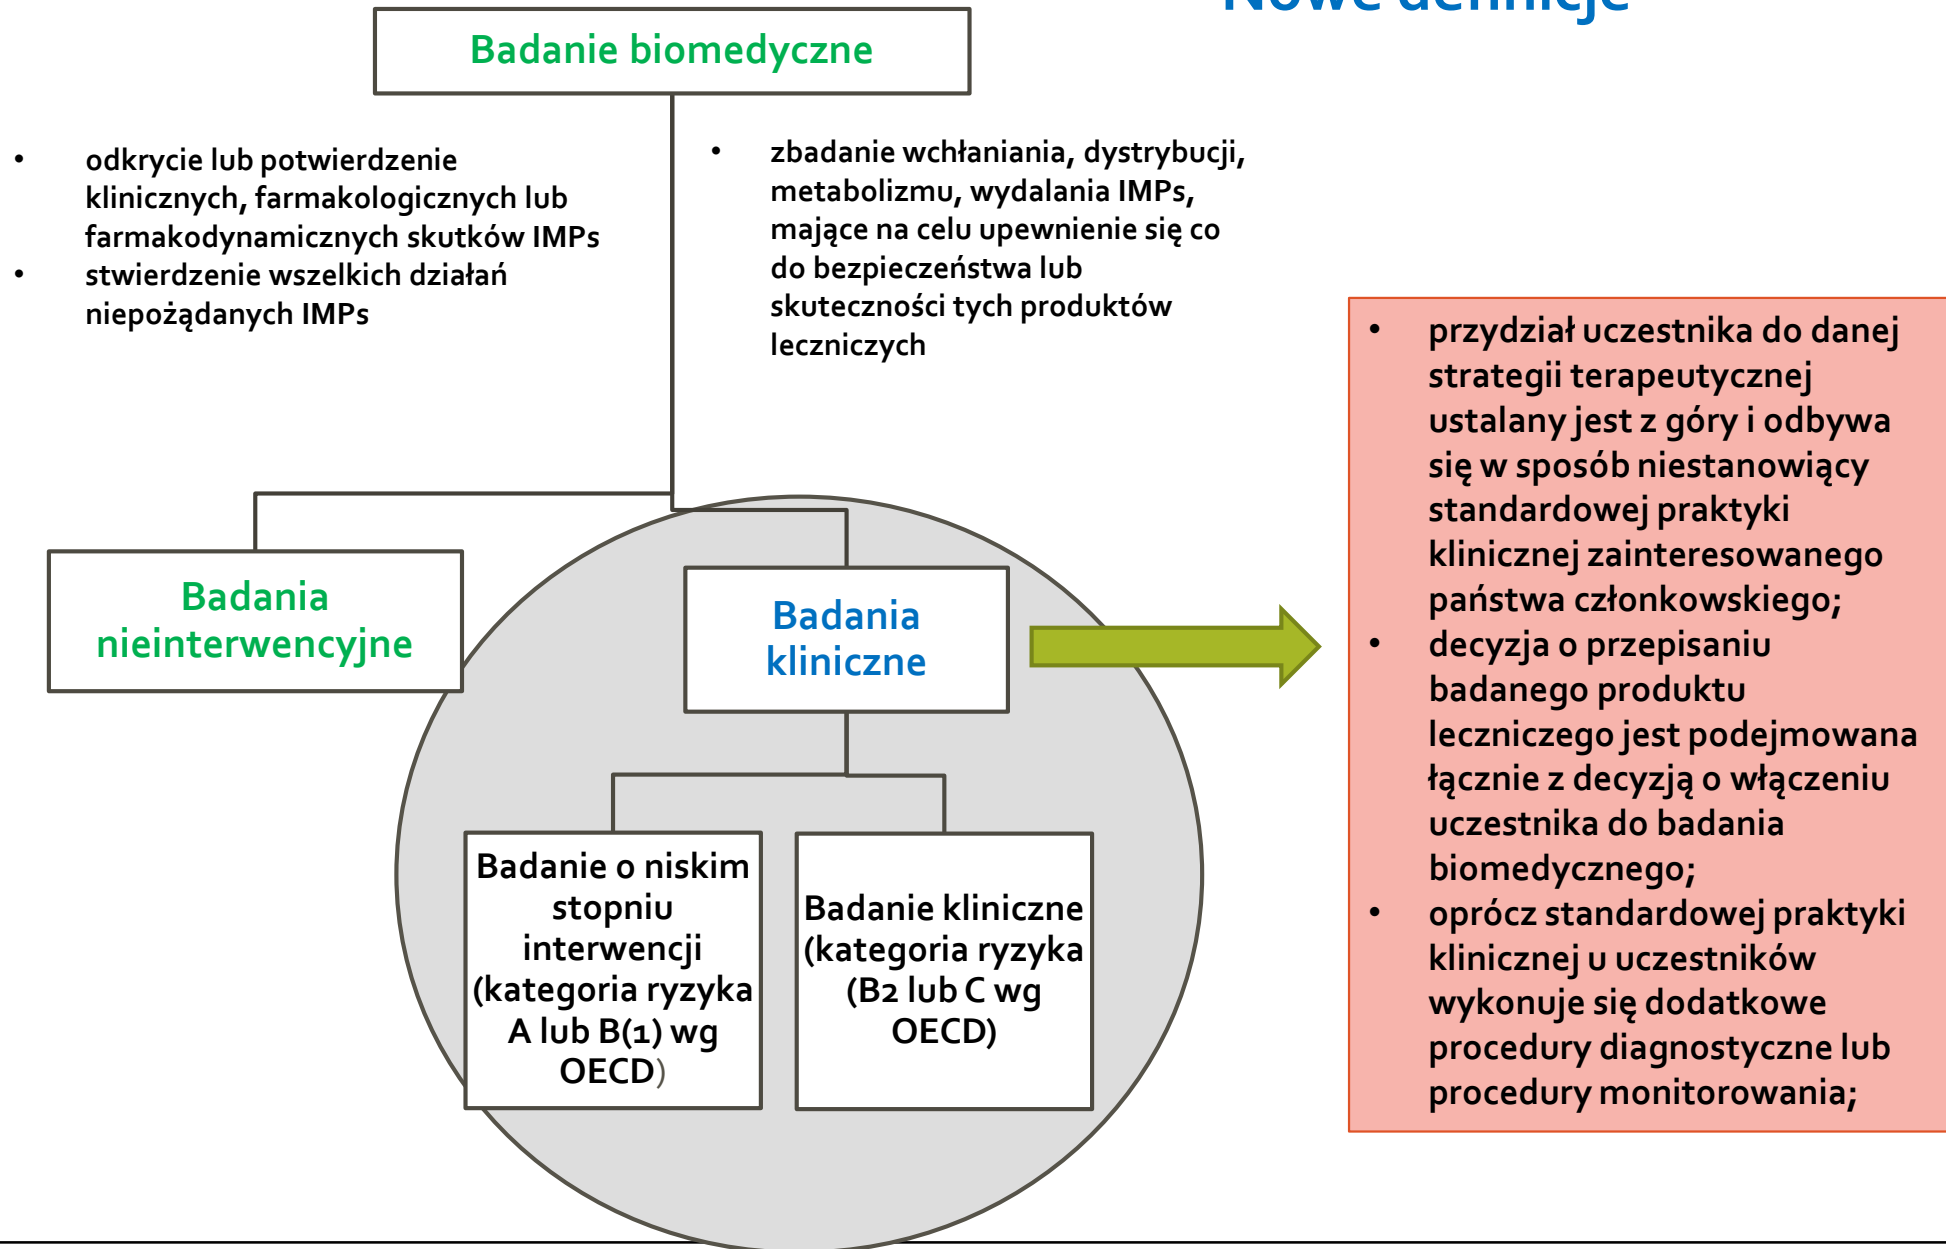 Nowe definicje
Badanie biomedyczne
• odkrycie lub potwierdzenie
klinicznych, farmakologicznych lub
farmakodynamicznych skutków IMPs
• stwierdzenie wszelkich działań
niepożądanych IMPs
• zbadanie wchłaniania, dystrybucji,
metabolizmu, wydalania IMPs,
mające na celu upewnienie się co
do bezpieczeństwa lub
skuteczności tych produktów
leczniczych
Badania
nieinterwencyjne
Badania
kliniczne
Badanie o niskim
stopniu
interwencji
(kategoria ryzyka
A lub B(1) wg
OECD)
Badanie kliniczne
(kategoria ryzyka
(B2 lub C wg
OECD)
• przydział uczestnika do danej
strategii terapeutycznej
ustalany jest z góry i odbywa
się w sposób niestanowiący
standardowej praktyki
klinicznej zainteresowanego
państwa członkowskiego;
• decyzja o przepisaniu
badanego produktu
leczniczego jest podejmowana
łącznie z decyzją o włączeniu
uczestnika do badania
biomedycznego;
• oprócz standardowej praktyki
klinicznej u uczestników
wykonuje się dodatkowe
procedury diagnostyczne lub
procedury monitorowania;